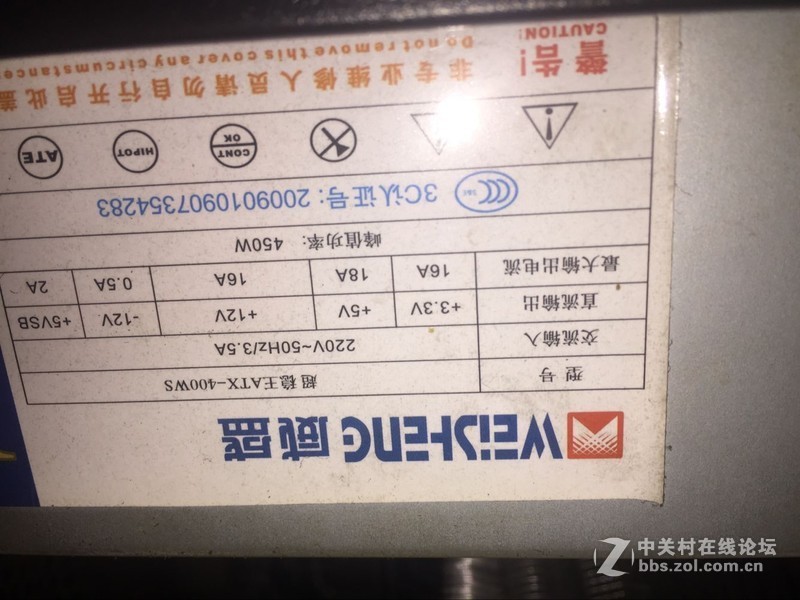 WEiSHENG 威盛
型 号 超稳王ATX-400WS
交流输入 220V~50Hz/3.5A
直流输出 +3.3V +5V +12V -12V +5VSB
最大输出电流 16A 18A 16A 0.5A 2A
峰值功率: 450W
3C认证号: 2009010907354283
CONT OK HIPOT ATE
警告! 非专业维修人员请勿自行开启此盖
CAUTION: Do not remove this cover any circumstance
中关村在线论坛
bbs.zol.com.cn